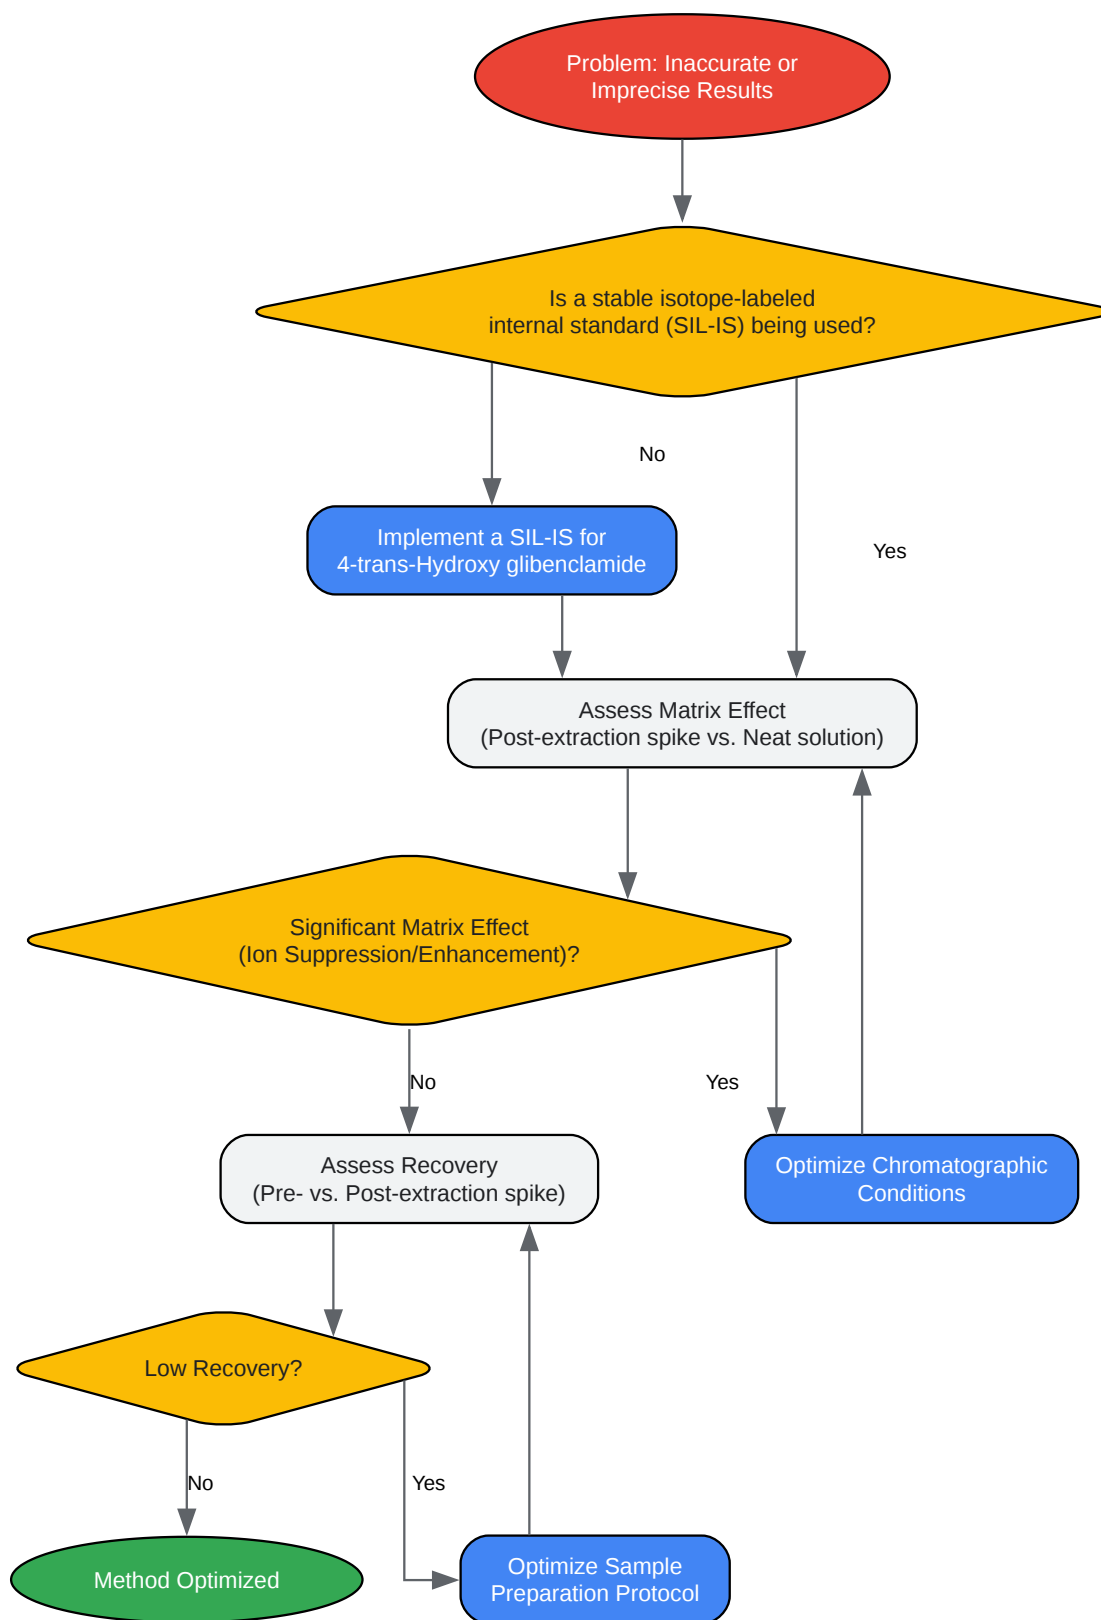 Problem: Inaccurate or
Imprecise Results
Is a stable isotope-labeled
internal standard (SIL-IS) being used?
No
Yes
Implement a SIL-IS for
4-trans-Hydroxy glibenclamide
Assess Matrix Effect
(Post-extraction spike vs. Neat solution)
Significant Matrix Effect
(Ion Suppression/Enhancement)?
No
Yes
Assess Recovery
(Pre- vs. Post-extraction spike)
Optimize Chromatographic
Conditions
Low Recovery?
No
Yes
Method Optimized
Optimize Sample
Preparation Protocol